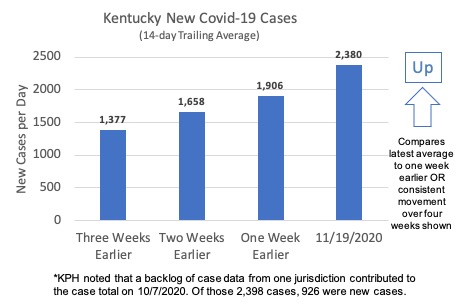 Kentucky New Covid-19 Cases
(14-day Trailing Average)
New Cases per Day
2500
2000
1500
1000
500
0
1,377
1,658
1,906
2,380
Three Weeks
Earlier
Two Weeks
Earlier
One Week
Earlier
11/19/2020
Up
Compares
latest average
to one week
earlier OR
consistent
movement
over four
weeks shown
*KPH noted that a backlog of case data from one jurisdiction contributed to
the case total on 10/7/2020. Of those 2,398 cases, 926 were new cases.